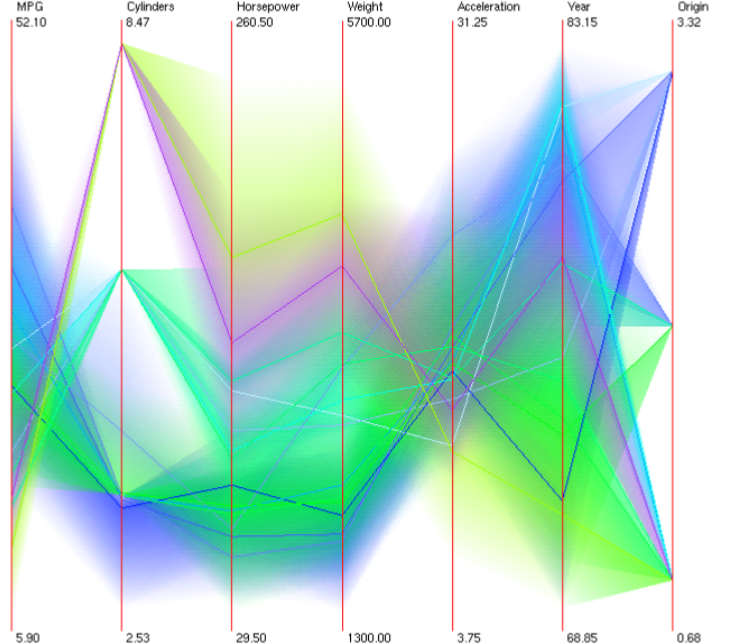 MPG Cylinders Horsepower Weight Acceleration Year Origin
52.10 8.47 260.50 5700.00 31.25 83.15 3.32
5.90 2.53 29.50 1300.00 3.75 68.85 0.68